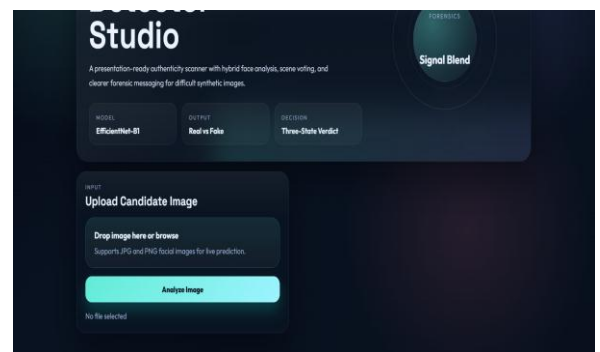 Studio
A presentation-ready authenticity scanner with hybrid face analysis, scene voting, and
clearer forensic messaging for difficult synthetic images.
FORENSICS
Signal Blend
MODEL
EfficientNet-B1
OUTPUT
Real vs Fake
DECISION
Three-State Verdict
INPUT
Upload Candidate Image
Drop image here or browse
Supports JPG and PNG facial images for live prediction.
Analyze Image
No file selected